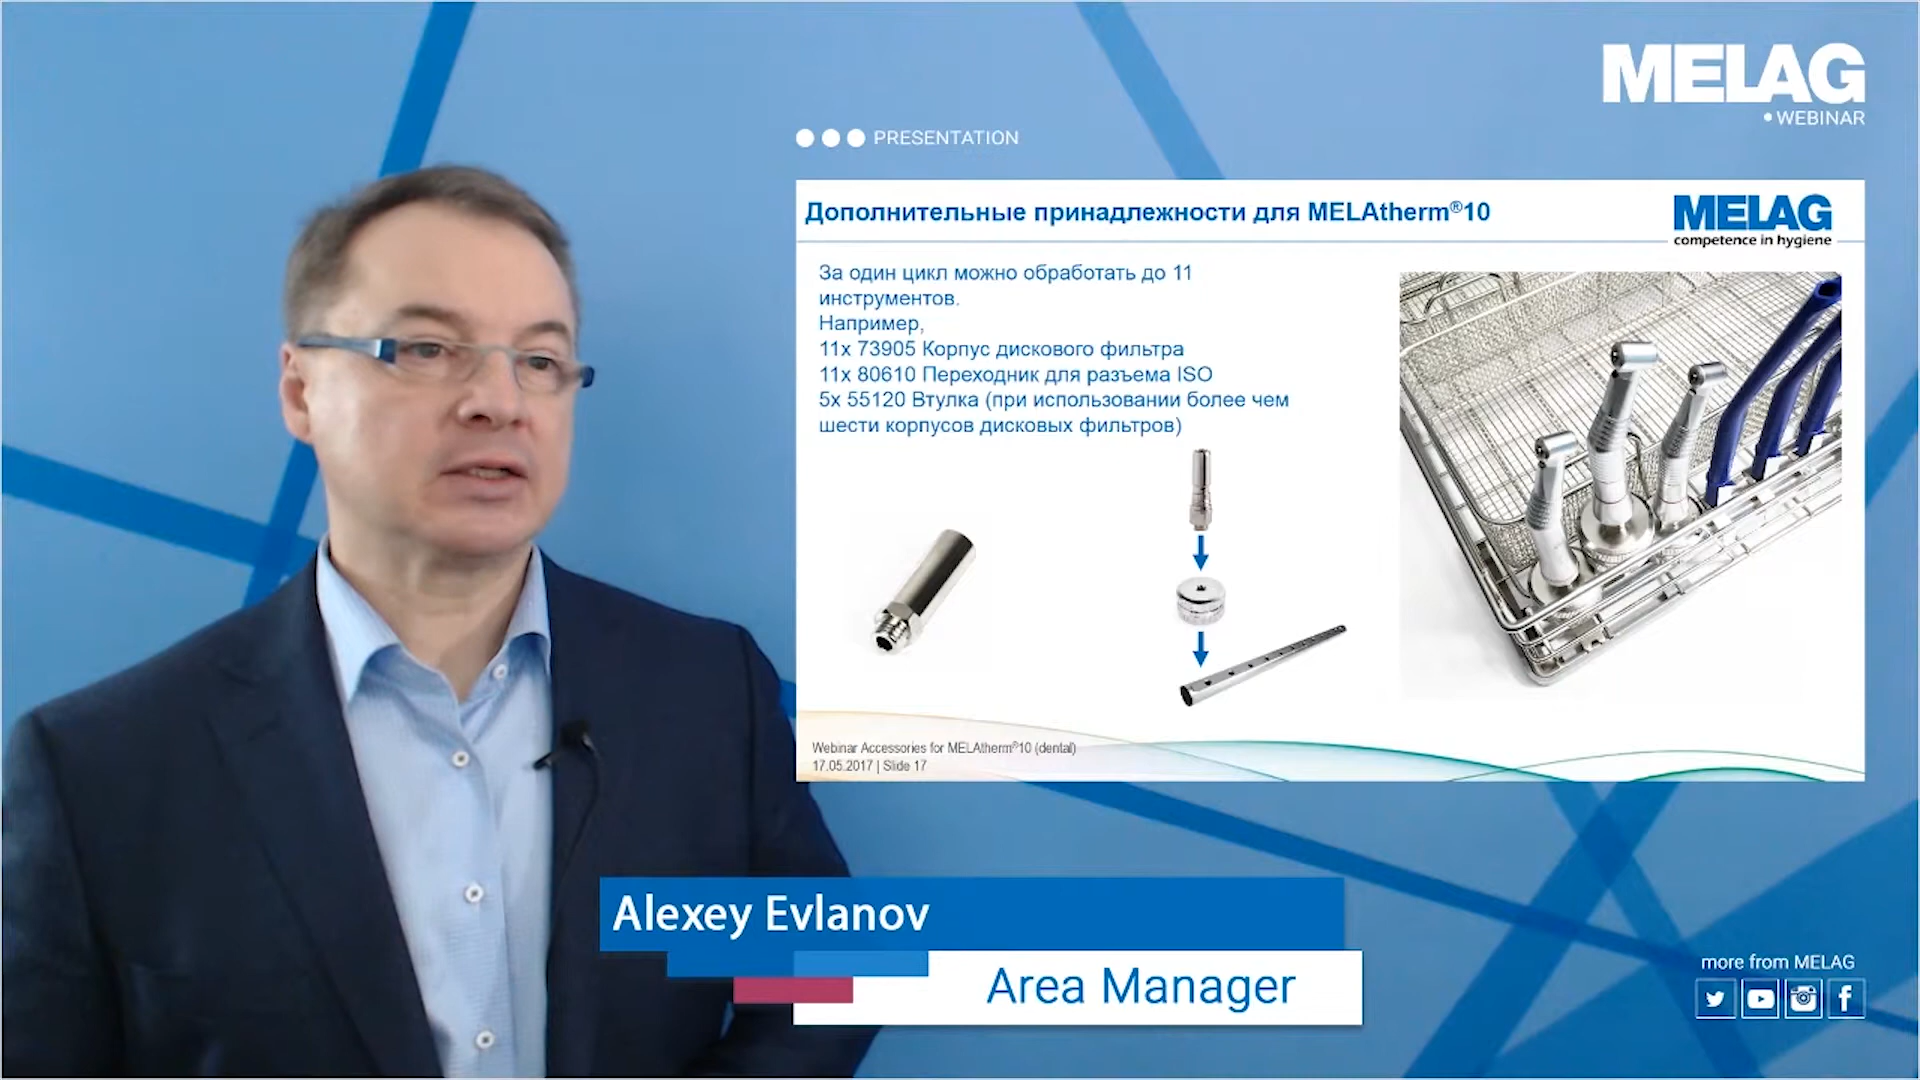 MELAG
• WEBINAR
PRESENTATION
Дополнительные принадлежности для MELAtherm®10
MELAG
competence in hygiene
За один цикл можно обработать до 11
инструментов.
Например,
11x 73905 Корпус дискового фильтра
11x 80610 Переходник для разъема ISO
5x 55120 Втулка (при использовании более чем
шести корпусов дисковых фильтров)
Webinar Accessories for MELAtherm®10 (dental)
17.05.2017 | Slide 17
Alexey Evlanov
Area Manager
more from MELAG